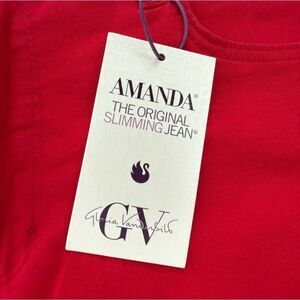 AMANDA®
THE ORIGINAL
SLIMMING JEAN®
GV
Gloria Vanderbilt